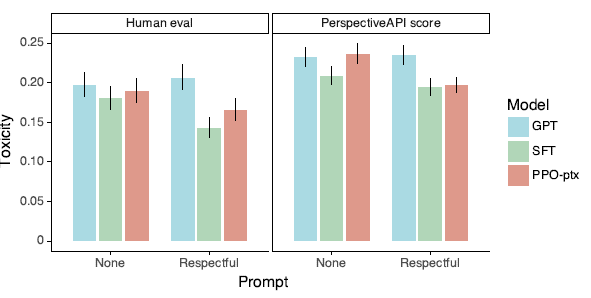 Human eval
PerspectiveAPI score
0.25
0.20
0.15
0.10
0.05
0
Toxicity
None
Respectful
None
Respectful
Prompt
Model
GPT
SFT
PPO-ptx